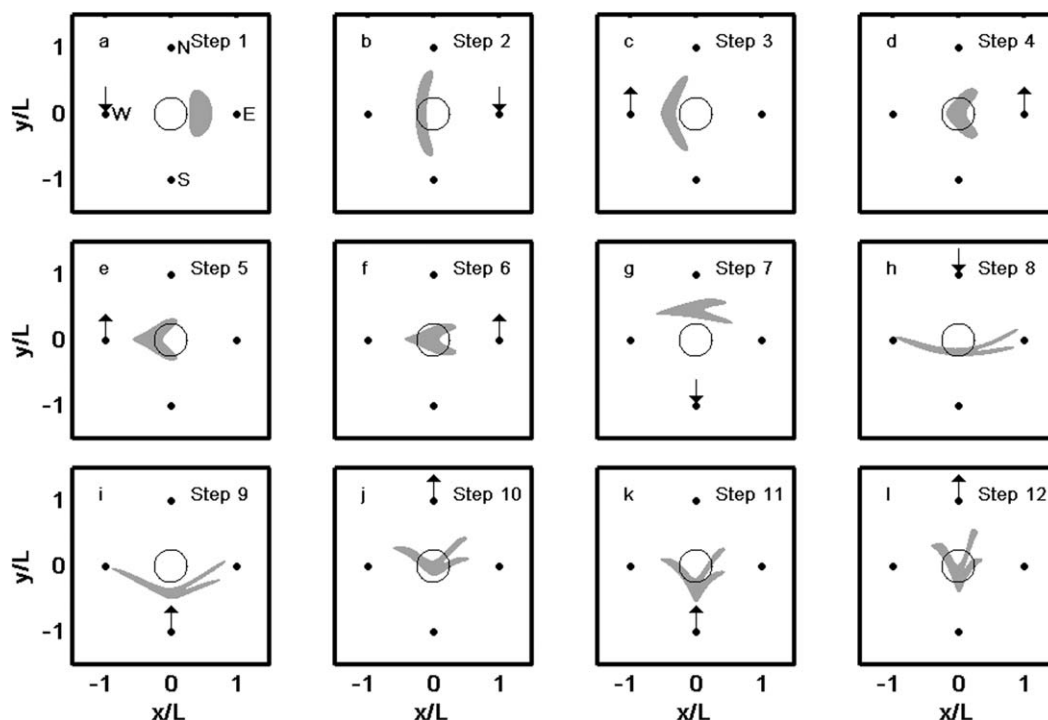 a N Step 1 b Step 2 c Step 3 d Step 4
1
y/L 0 W E
-1 S
e Step 5 f Step 6 g Step 7 h Step 8
1
y/L 0
-1
i Step 9 j Step 10 k Step 11 l Step 12
1
y/L 0
-1
-1 0 1 -1 0 1 -1 0 1 -1 0 1
x/L x/L x/L x/L